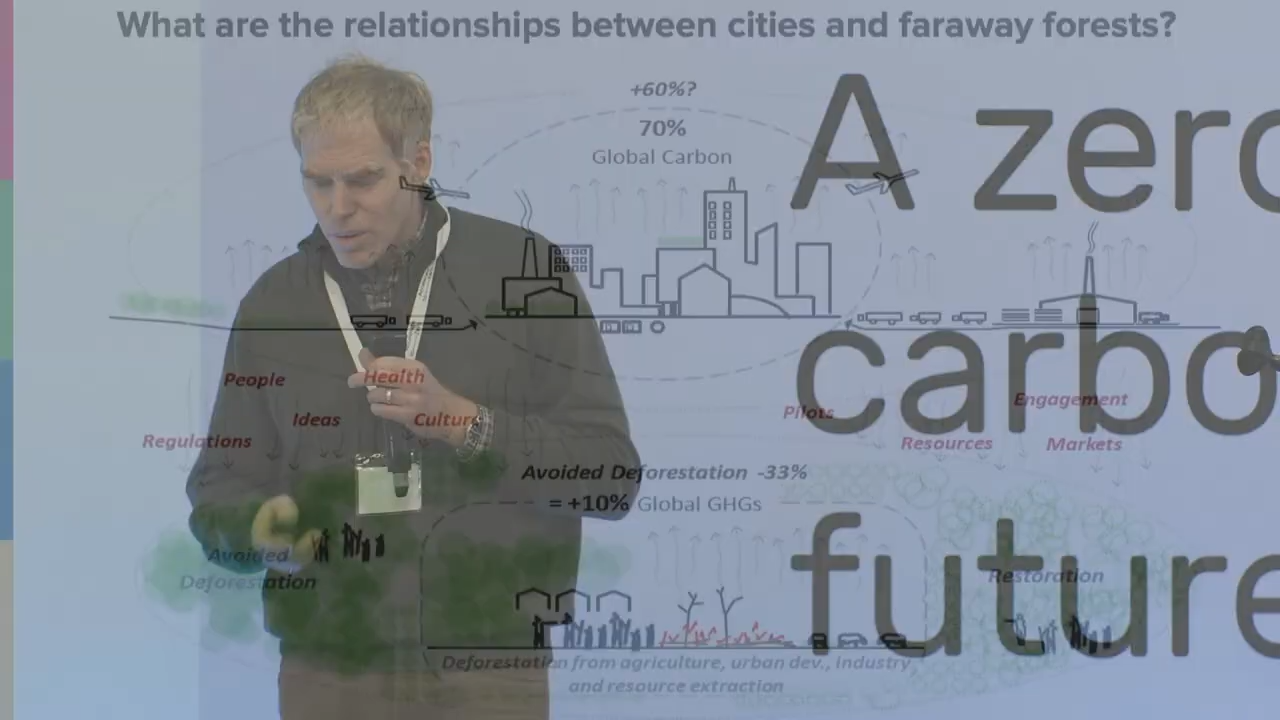 What are the relationships between cities and faraway forests?
+60%?
70%
Global Carbon
A zero
carbo
future
People
Health
Ideas
Culture
Regulations
Pilots
Engagement
Resources
Markets
Avoided Deforestation -33%
= +10% Global GHGs
Avoided
Deforestation
Restoration
Deforestation from agriculture, urban dev., industry,
and resource extraction